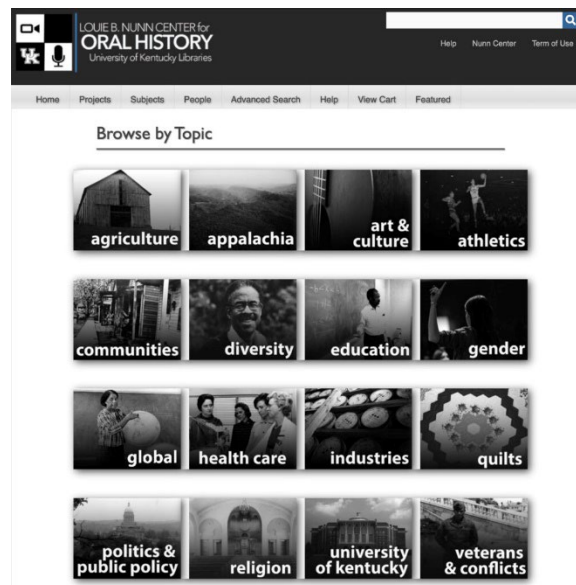 LOUIE B. NUNN CENTER for
ORAL HISTORY
University of Kentucky Libraries
UK
Help Nunn Center Term of Use
Home Projects Subjects People Advanced Search Help View Cart Featured
Browse by Topic
agriculture
appalachia
art &
culture
athletics
communities
diversity
education
gender
global
health care
industries
quilts
politics &
public policy
religion
university
of kentucky
veterans
& conflicts